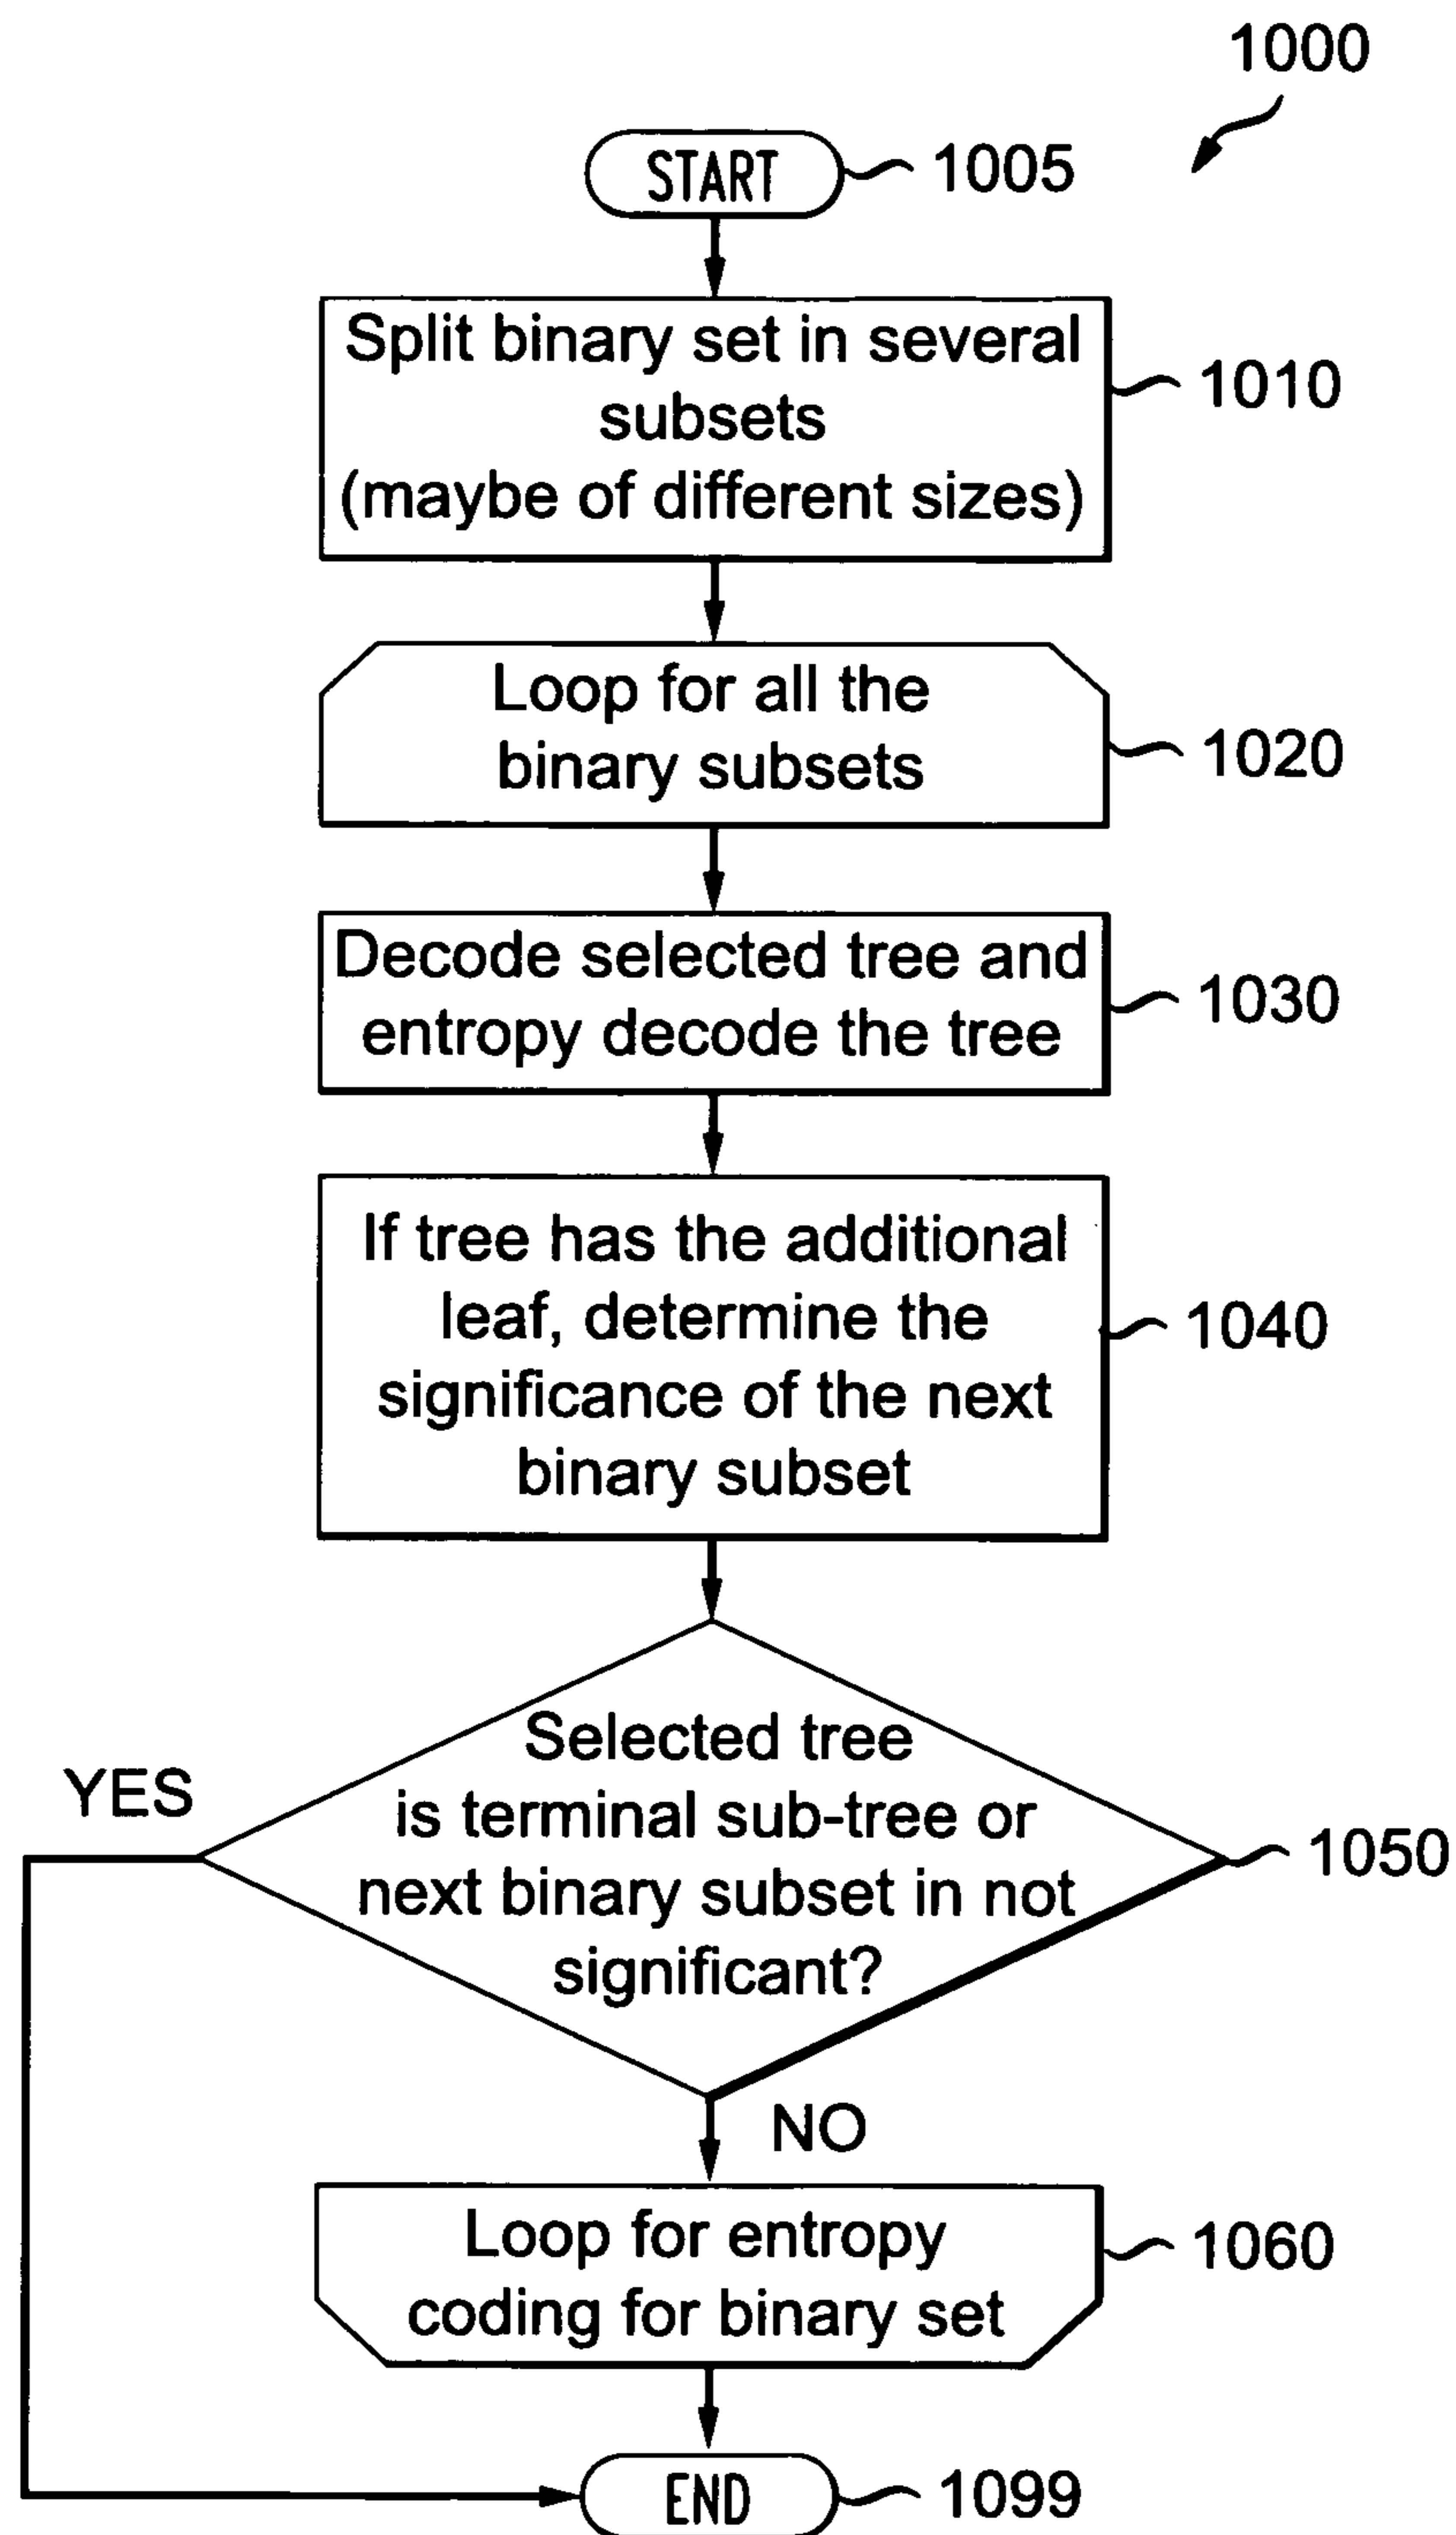 1000
START
1005
Split binary set in several
subsets
(maybe of different sizes)
1010
Loop for all the
binary subsets
1020
Decode selected tree and
entropy decode the tree
1030
If tree has the additional
leaf, determine the
significance of the next
binary subset
1040
Selected tree
is terminal sub-tree or
next binary subset in not
significant?
YES
1050
NO
Loop for entropy
coding for binary set
1060
END
1099